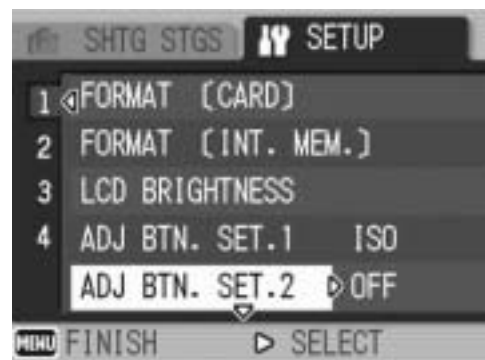 SHTG STGS SETUP
1 FORMAT [CARD]
2 FORMAT [INT. MEM.]
3 LCD BRIGHTNESS
4 ADJ BTN. SET.1 ISO
ADJ BTN. SET.2 OFF
MENU FINISH SELECT